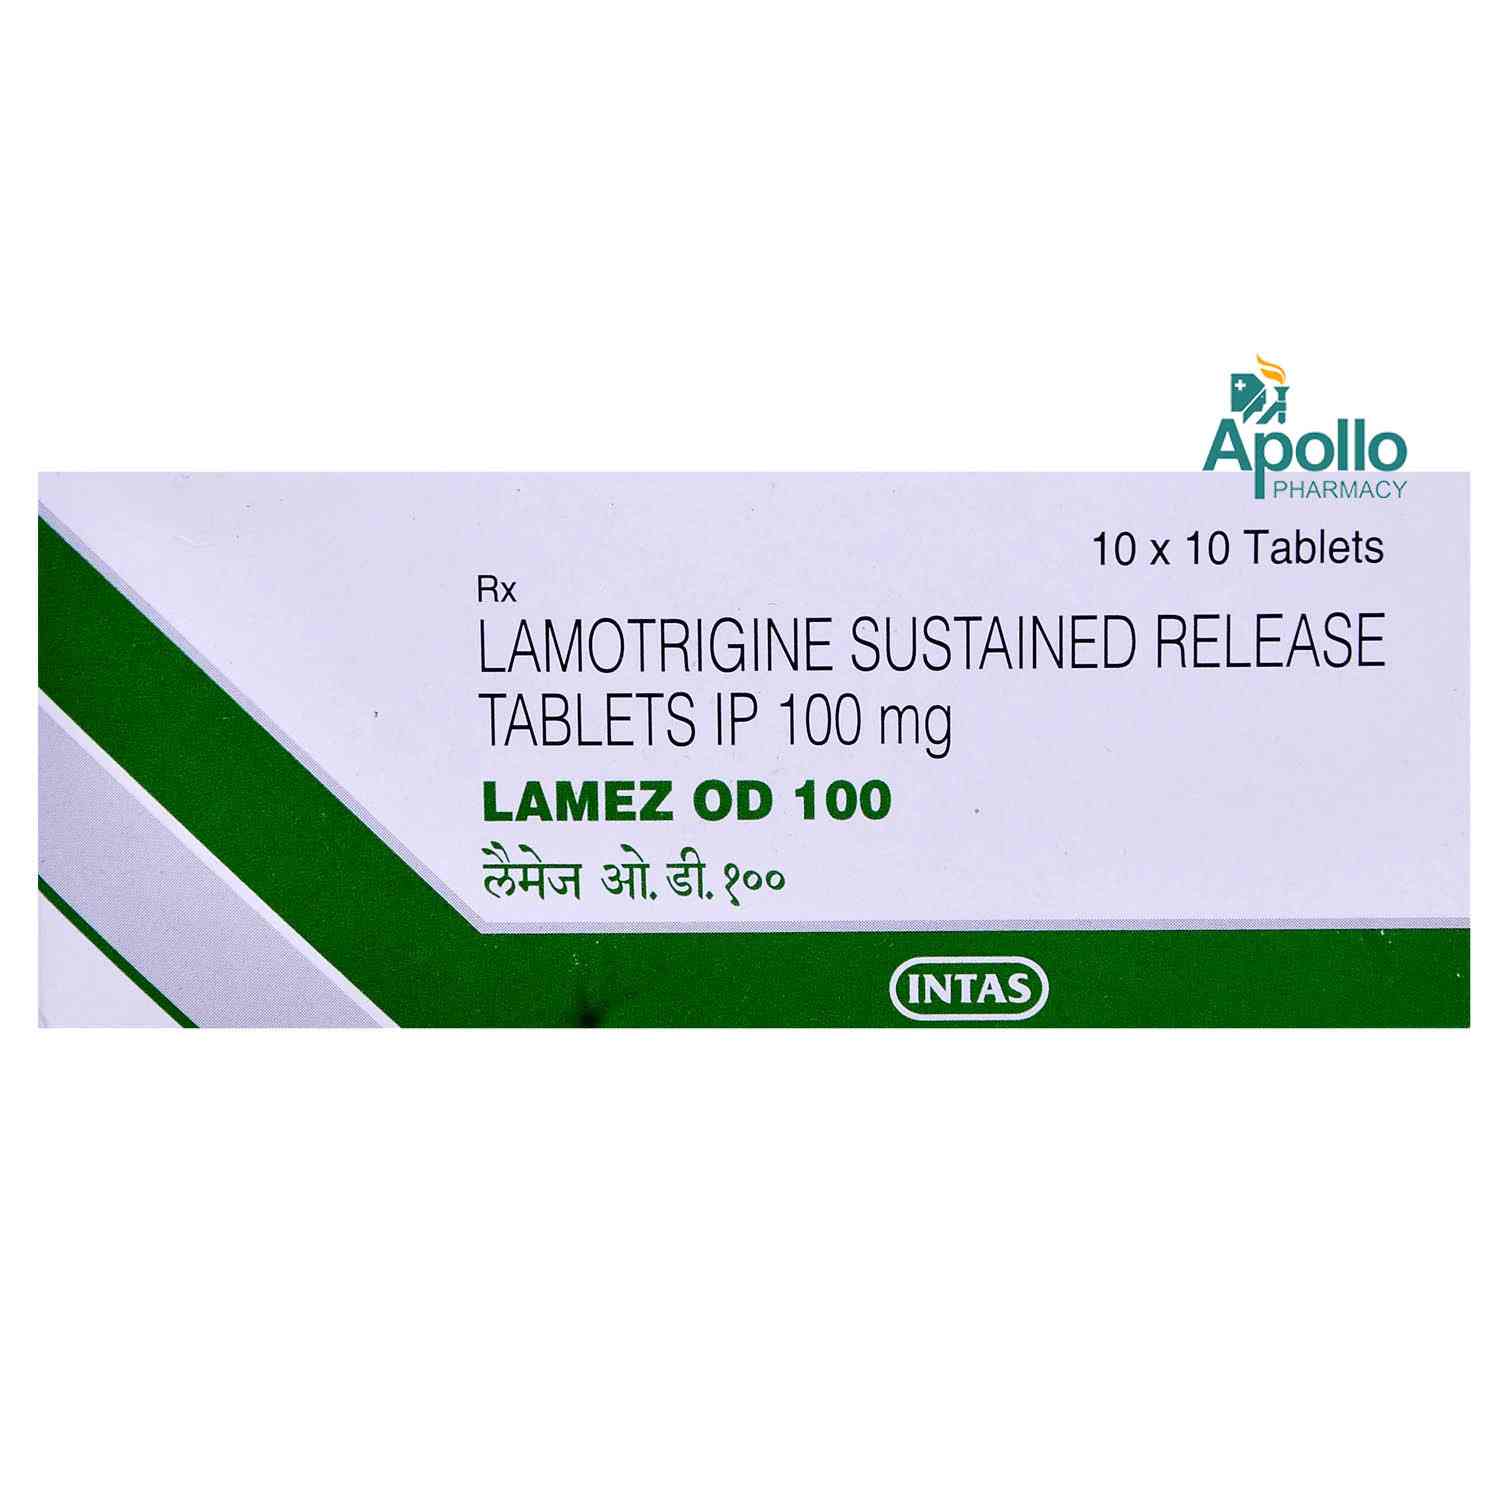 Apollo
PHARMACY
10 x 10 Tablets
Rx
LAMOTRIGINE SUSTAINED RELEASE
TABLETS IP 100 mg
LAMEZ OD 100
लैमेज ओ. डी. १००
INTAS